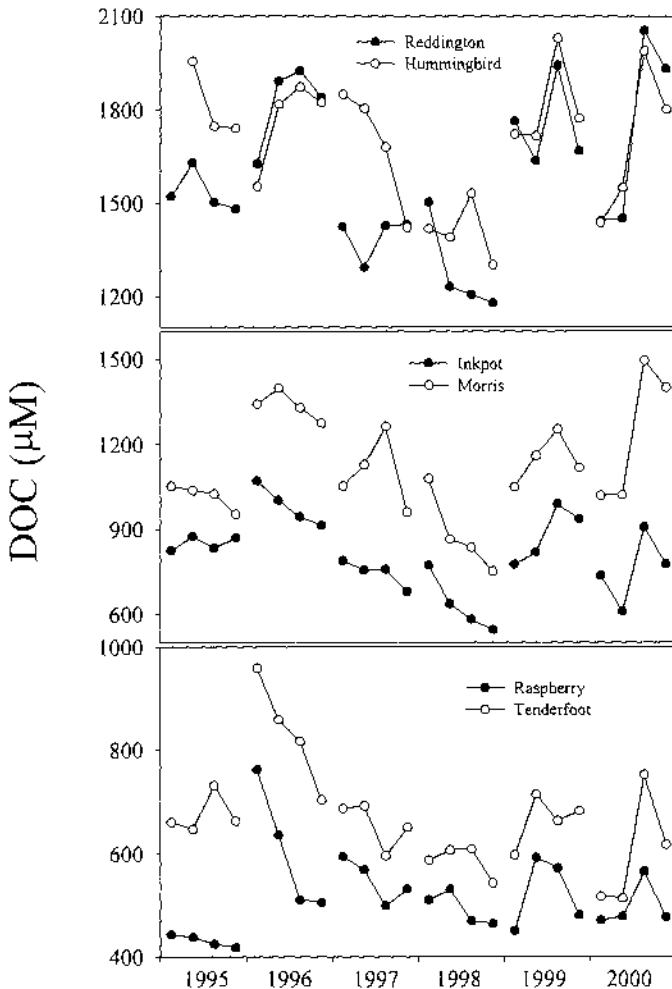 2100
1800
1500
1200
Reddington
Hummingbird
1500
1200
900
600
Inkpot
Morris
DOC (μM)
1000
800
600
400
Raspberry
Tenderfoot
1995 1996 1997 1998 1999 2000